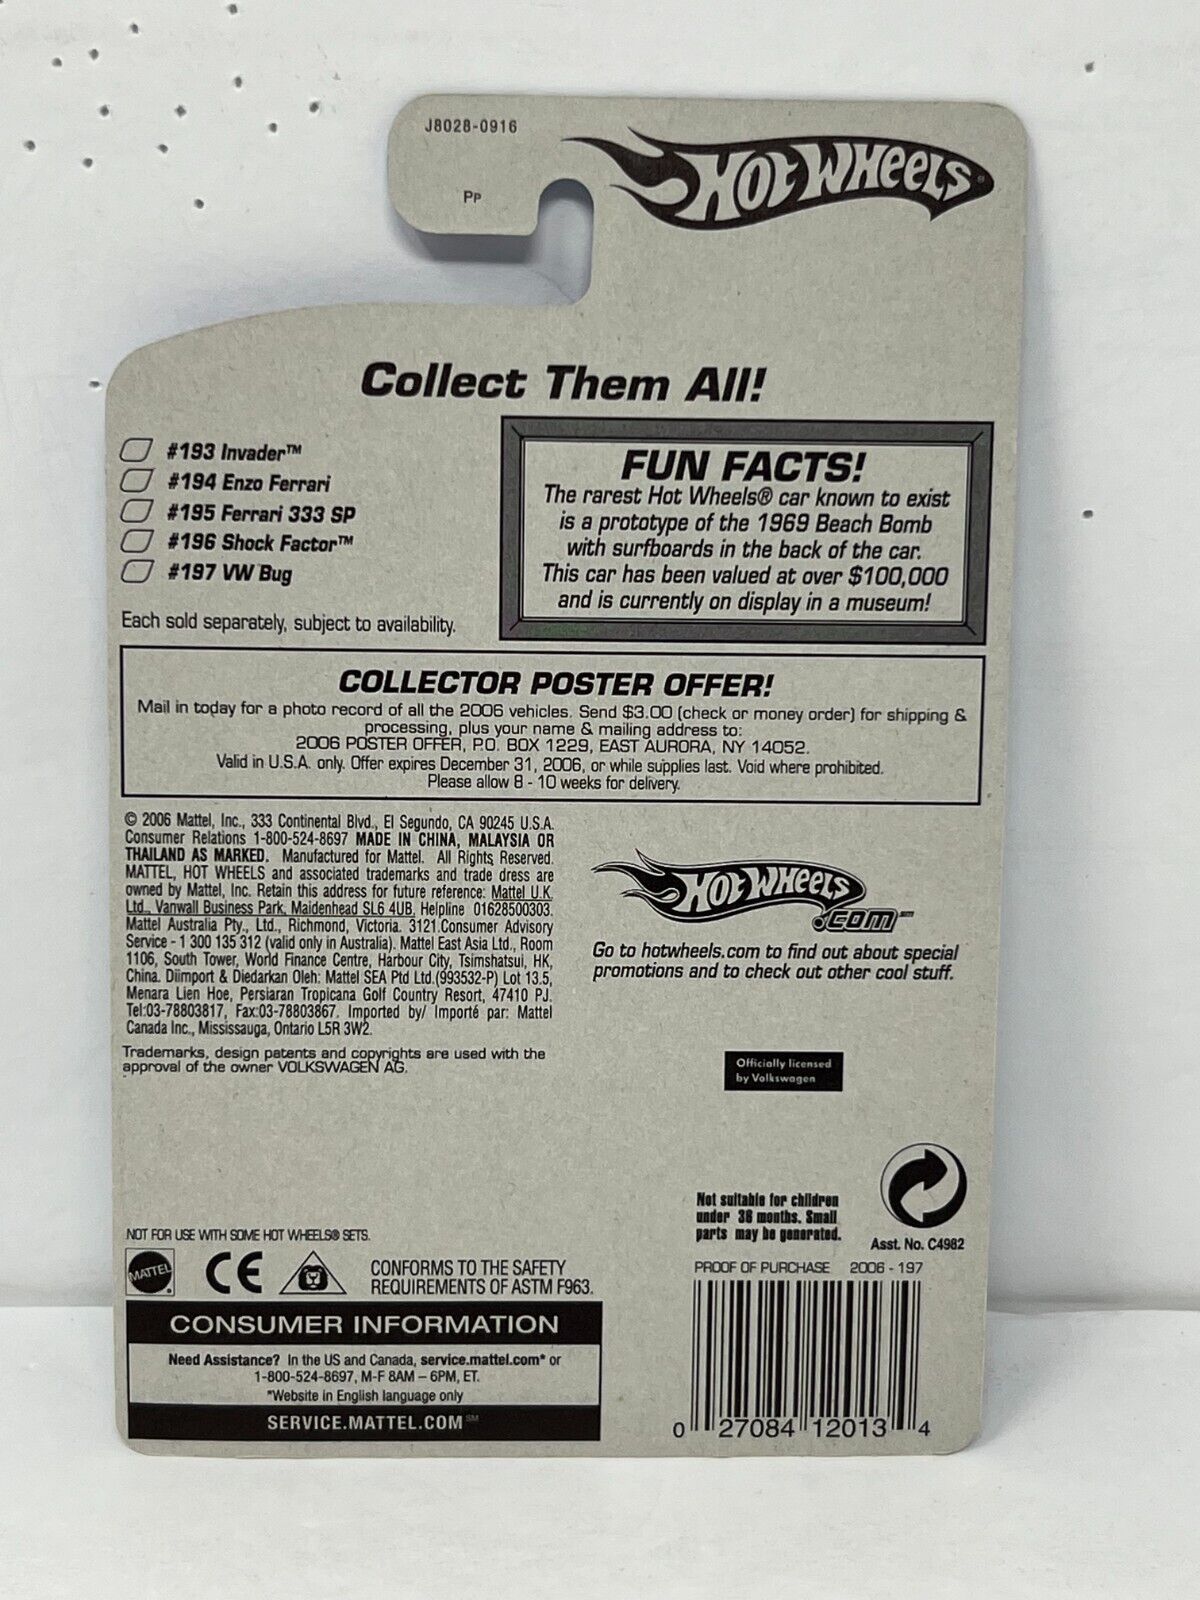 J8028-0916
Pp
HOT WHEELS®
Collect Them All!
#193 Invader™
#194 Enzo Ferrari
#195 Ferrari 333 SP
#196 Shock Factor™
#197 VW Bug
Each sold separately, subject to availability.
FUN FACTS!
The rarest Hot Wheels® car known to exist
is a prototype of the 1969 Beach Bomb
with surfboards in the back of the car.
This car has been valued at over $100,000
and is currently on display in a museum!
COLLECTOR POSTER OFFER!
Mail in today for a photo record of all the 2006 vehicles. Send $3.00 (check or money order) for shipping &
processing, plus your name & mailing address to:
2006 POSTER OFFER, P.O. BOX 1229, EAST AURORA, NY 14052.
Valid in U.S.A. only. Offer expires December 31, 2006, or while supplies last. Void where prohibited.
Please allow 8 - 10 weeks for delivery.
© 2006 Mattel, Inc., 333 Continental Blvd., El Segundo, CA 90245 U.S.A.
Consumer Relations 1-800-524-8697 MADE IN CHINA, MALAYSIA OR
THAILAND AS MARKED. Manufactured for Mattel. All Rights Reserved.
MATTEL, HOT WHEELS and associated trademarks and trade dress are
owned by Mattel, Inc. Retain this address for future reference: Mattel U.K.
Ltd., Vanwall Business Park, Maidenhead SL6 4UB. Helpline 01628500303.
Mattel Australia Pty., Ltd., Richmond, Victoria. 3121.Consumer Advisory
Service - 1 300 135 312 (valid only in Australia). Mattel East Asia Ltd., Room
1106, South Tower, World Finance Centre, Harbour City, Tsimshatsui, HK,
China. Diimport & Diedarkan Oleh: Mattel SEA Ptd Ltd.(993532-P) Lot 13.5,
Menara Lien Hoe, Persiaran Tropicana Golf Country Resort, 47410 PJ.
Tel:03-78803817, Fax:03-78803867. Imported by/ Importé par: Mattel
Canada Inc., Mississauga, Ontario L5R 3W2.
Trademarks, design patents and copyrights are used with the
approval of the owner VOLKSWAGEN AG.
HOT WHEELS
.COM™
Go to hotwheels.com to find out about special
promotions and to check out other cool stuff.
Officially licensed
by Volkswagen
Not suitable for children
under 36 months. Small
parts may be generated.
Asst. No. C4982
NOT FOR USE WITH SOME HOT WHEELS® SETS.
MATTEL
CE
CONFORMS TO THE SAFETY
REQUIREMENTS OF ASTM F963.
CONSUMER INFORMATION
Need Assistance? In the US and Canada, service.mattel.com* or
1-800-524-8697, M-F 8AM – 6PM, ET.
*Website in English language only
SERVICE.MATTEL.COM℠
PROOF OF PURCHASE 2006 - 197
0 27084 12013 4